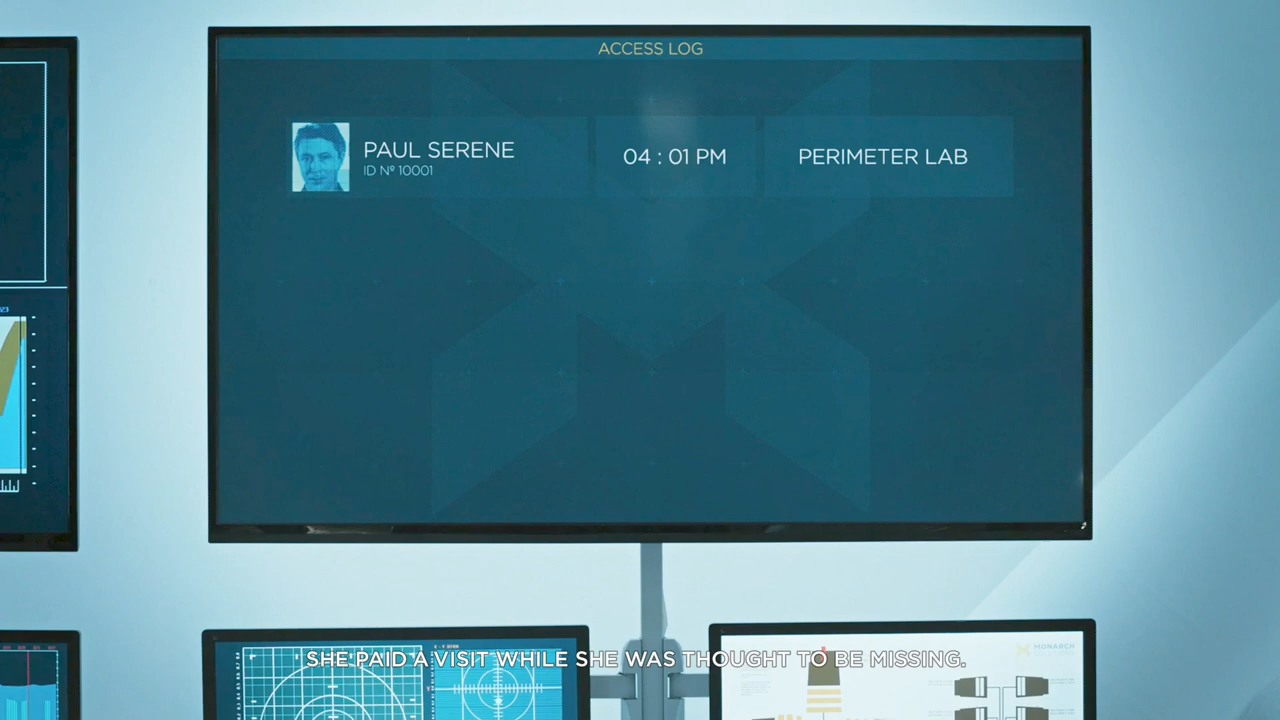 ACCESS LOG
PAUL SERENE
ID Nº 10001
04 : 01 PM
PERIMETER LAB
SHE PAID A VISIT WHILE SHE WAS THOUGHT TO BE MISSING.
MONARCH